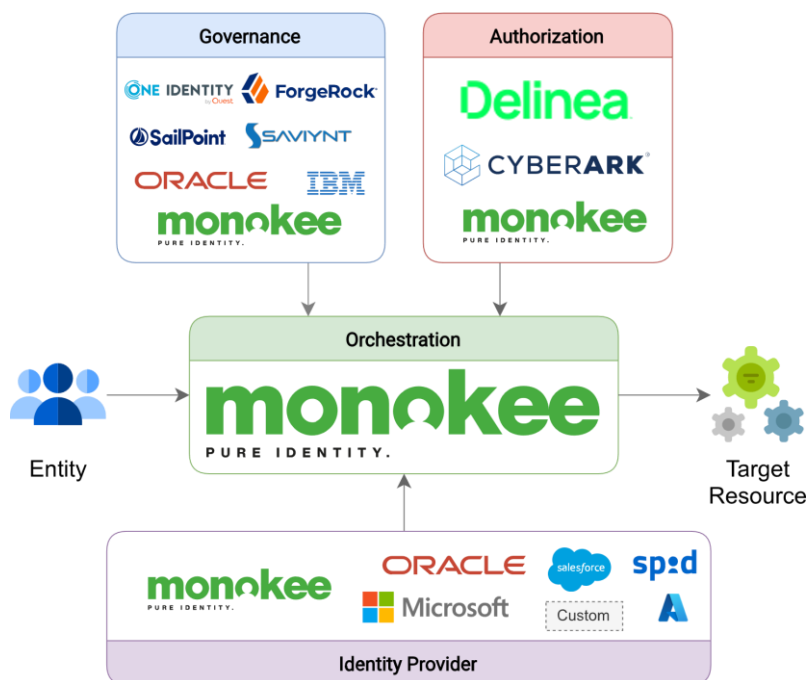 Governance
Authorization
ONE IDENTITY
by Quest
ForgeRock
SailPoint
SAVIYNT
ORACLE
IBM
monokee
PURE IDENTITY.
Delinea
CYBERARK®
monokee
PURE IDENTITY.
Orchestration
monokee
PURE IDENTITY.
Entity
Target
Resource
monokee
PURE IDENTITY.
ORACLE
salesforce
spid
Microsoft
Custom
Identity Provider